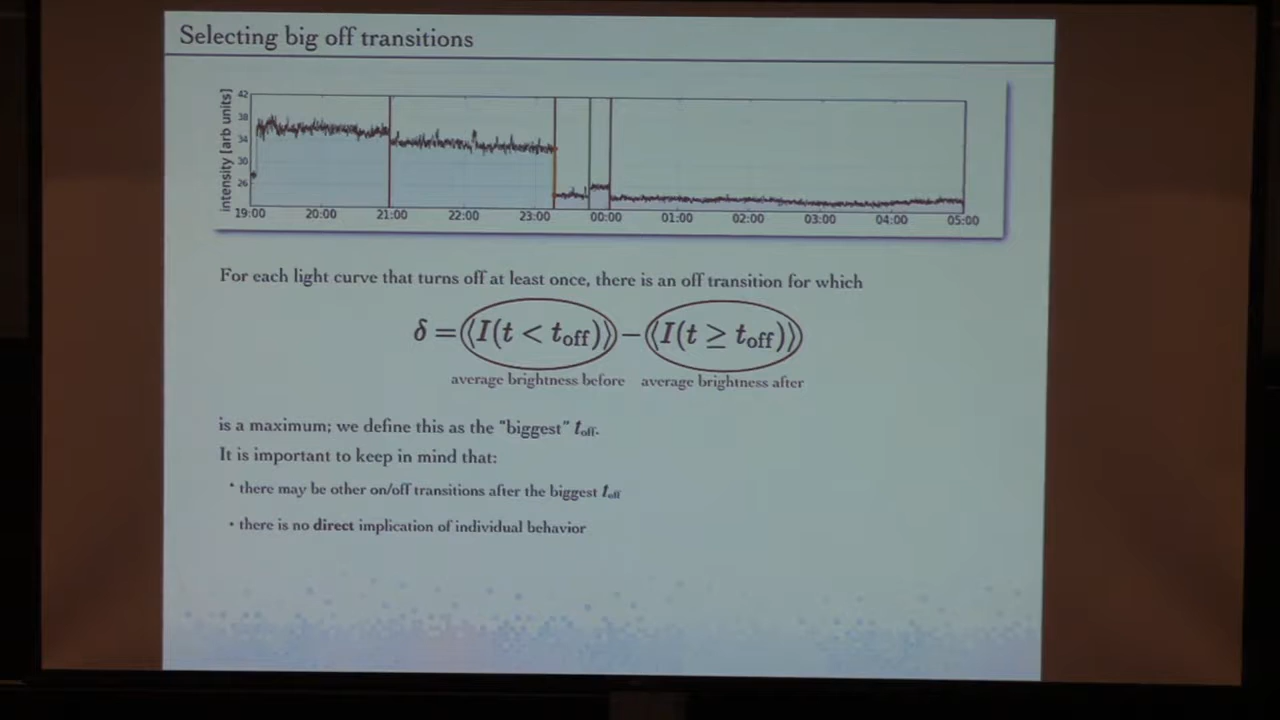 Selecting big off transitions
intensity [arb units]
42
38
34
30
26
19:00 20:00 21:00 22:00 23:00 00:00 01:00 02:00 03:00 04:00 05:00
For each light curve that turns off at least once, there is an off transition for which
δ = ⟨I(t < t_off)⟩ − ⟨I(t ≥ t_off)⟩
average brightness before average brightness after
is a maximum; we define this as the "biggest" t_off.
It is important to keep in mind that:
• there may be other on/off transitions after the biggest t_off
• there is no direct implication of individual behavior